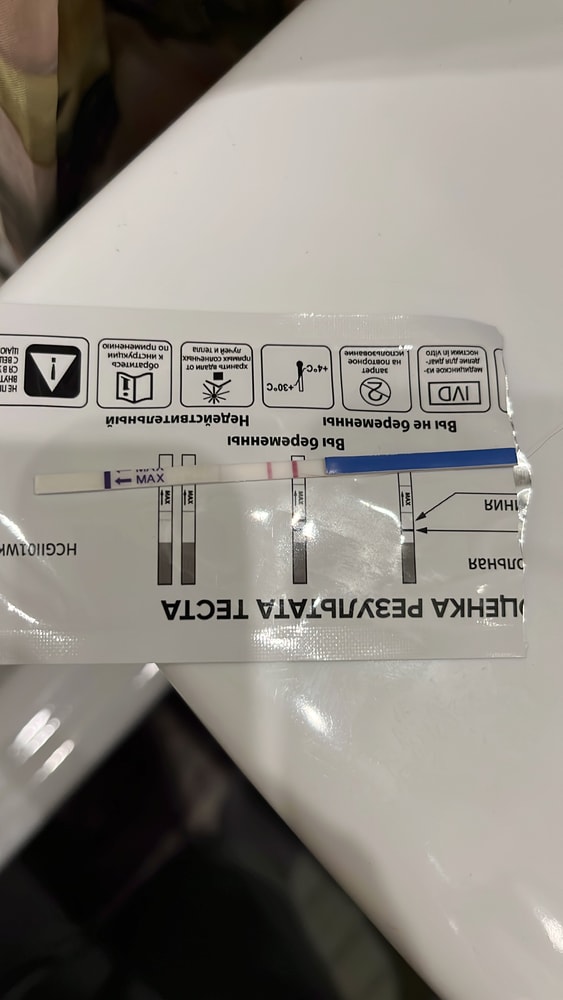 ОЦЕНКА РЕЗУЛЬТАТА ТЕСТА
ОЛЬНАЯ
ИНИЯ
MAX
MAX
MAX
MAX
MAX
Вы не беременны
Вы беременны
Недействительный
IVD
медицинское из-
делие для диаг-
ностики in vitro
запрет
на повторное
использование
+4°C
+30°C
хранить вдали от
прямых солнечных
лучей и тепла
обратитесь
к инструкции
по применению